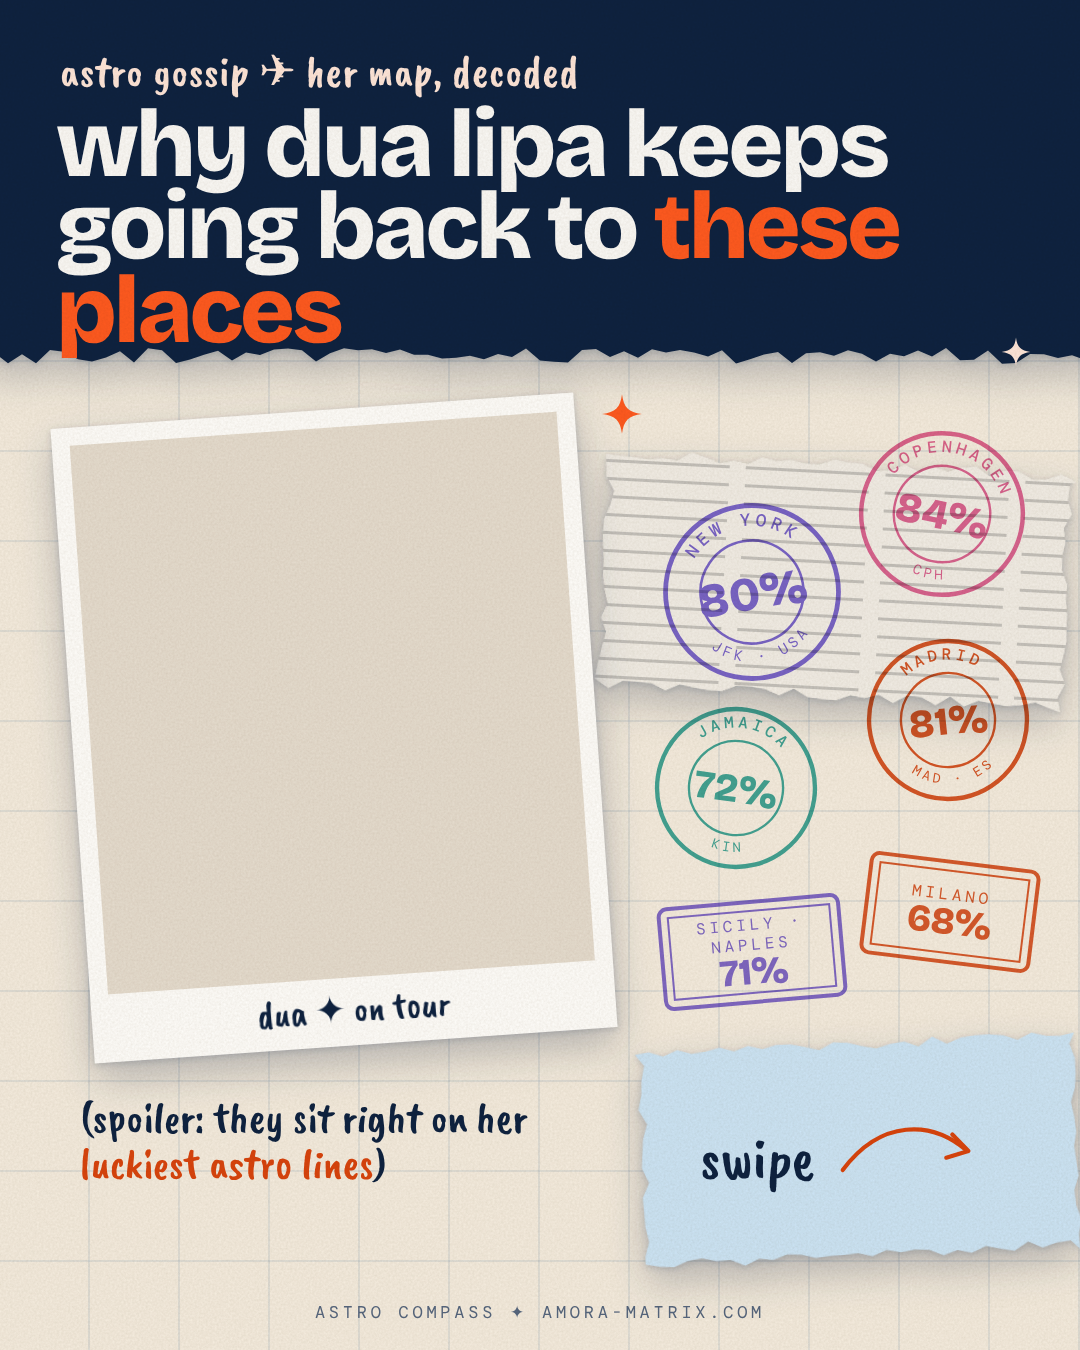 astro gossip ✈ her map, decoded
why dua lipa keeps
going back to these
places
COPENHAGEN
84%
CPH
NEW YORK
80%
JFK · USA
MADRID
81%
MAD · ES
JAMAICA
72%
KIN
MILANO
68%
SICILY ·
NAPLES
71%
dua ✦ on tour
(spoiler: they sit right on her
luckiest astro lines)
swipe
ASTRO COMPASS ✦ AMORA-MATRIX.COM